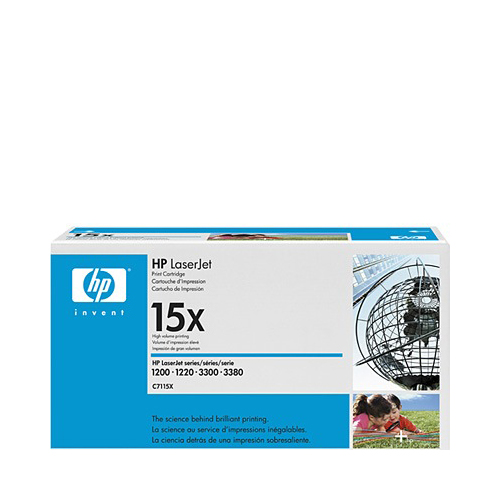 15x
HP LaserJet
Print Cartridge
Cartouche d'impression
Cartucho de Impresión
hp
invent
15X
High volume printing
Volume d'impression élevé
Impresión de gran volumen
HP LaserJet series/séries/serie
1200 · 1220 · 3300 · 3380
C7115X
The science behind brilliant printing.
La science au service d'impressions inégalables.
La ciencia detrás de una impresión sobresaliente.